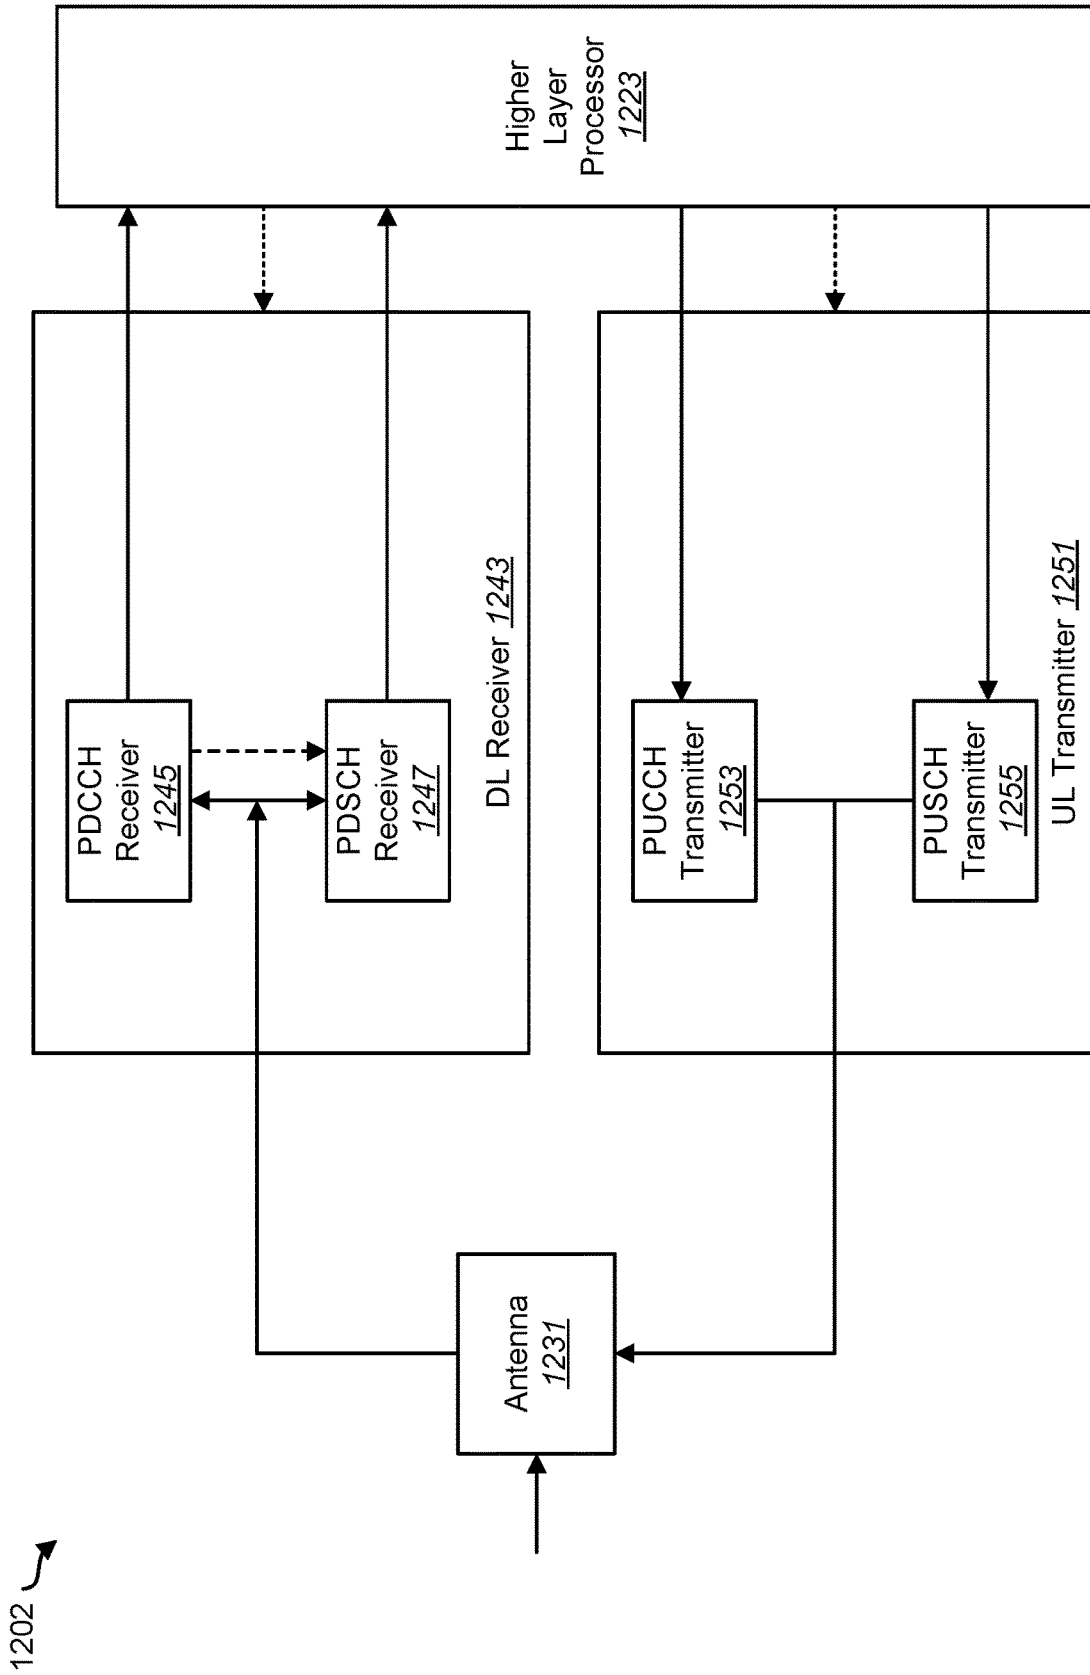 1202
Antenna
1231
PDCCH
Receiver
1245
PDSCH
Receiver
1247
DL Receiver 1243
PUCCH
Transmitter
1253
PUSCH
Transmitter
1255
UL Transmitter 1251
Higher
Layer
Processor
1223